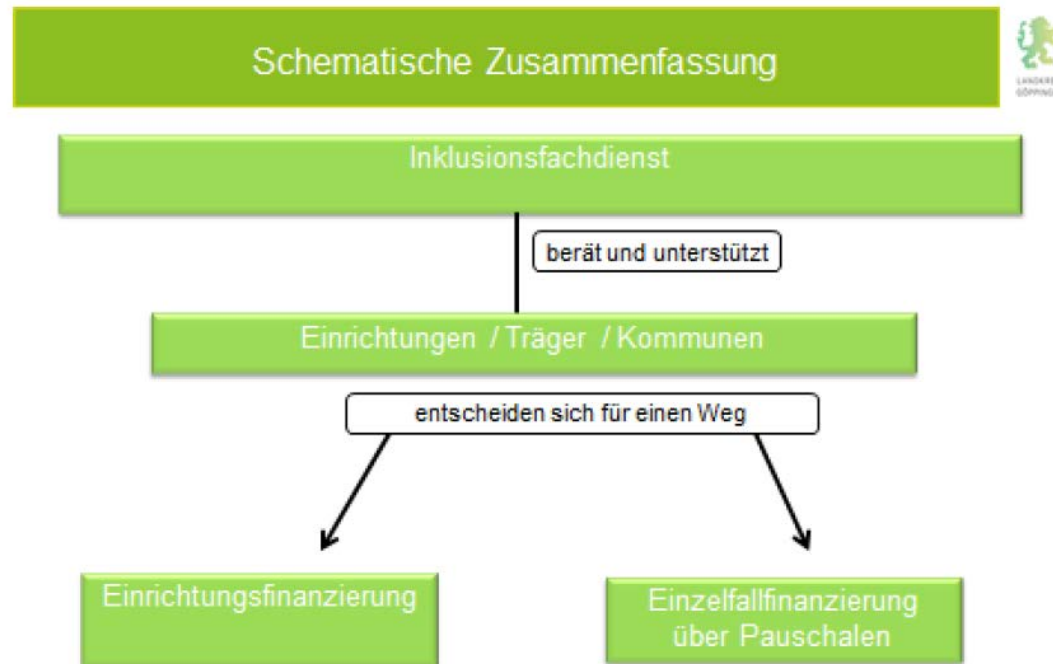 Schematische Zusammenfassung
Inklusionsfachdienst
berät und unterstützt
Einrichtungen / Träger / Kommunen
entscheiden sich für einen Weg
Einrichtungsfinanzierung
Einzelfallfinanzierung
über Pauschalen